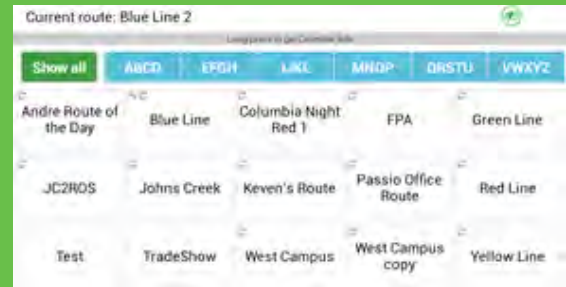 Current route: Blue Line 2
Show all ABCD EFGH IJKL MNOP QRSTU VWXYZ
Andre Route of
the Day
Blue Line
Columbia Night
Red 1
FPA
Green Line
JC2ROS
Johns Creek
Keven's Route
Passio Office
Route
Red Line
Test
TradeShow
West Campus
West Campus
copy
Yellow Line